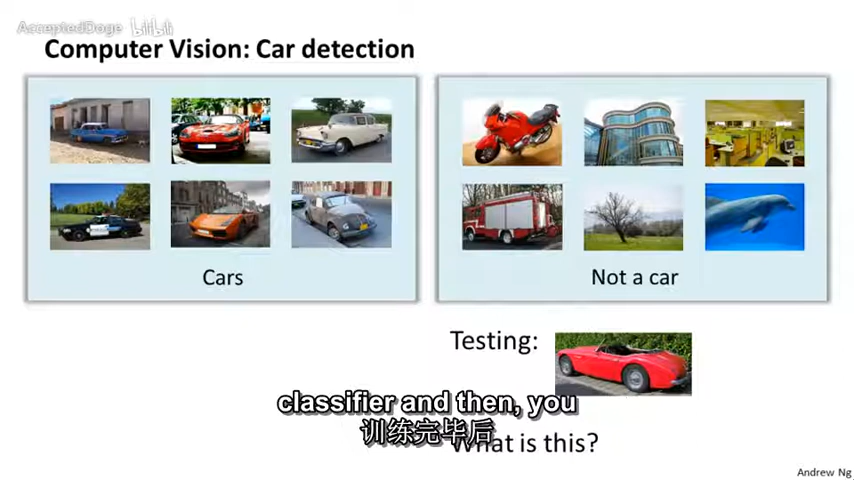 AcceptedDoge bilibili
Computer Vision: Car detection
Cars
Not a car
Testing:
classifier and then, you
训练完毕后
What is this?
Andrew Ng